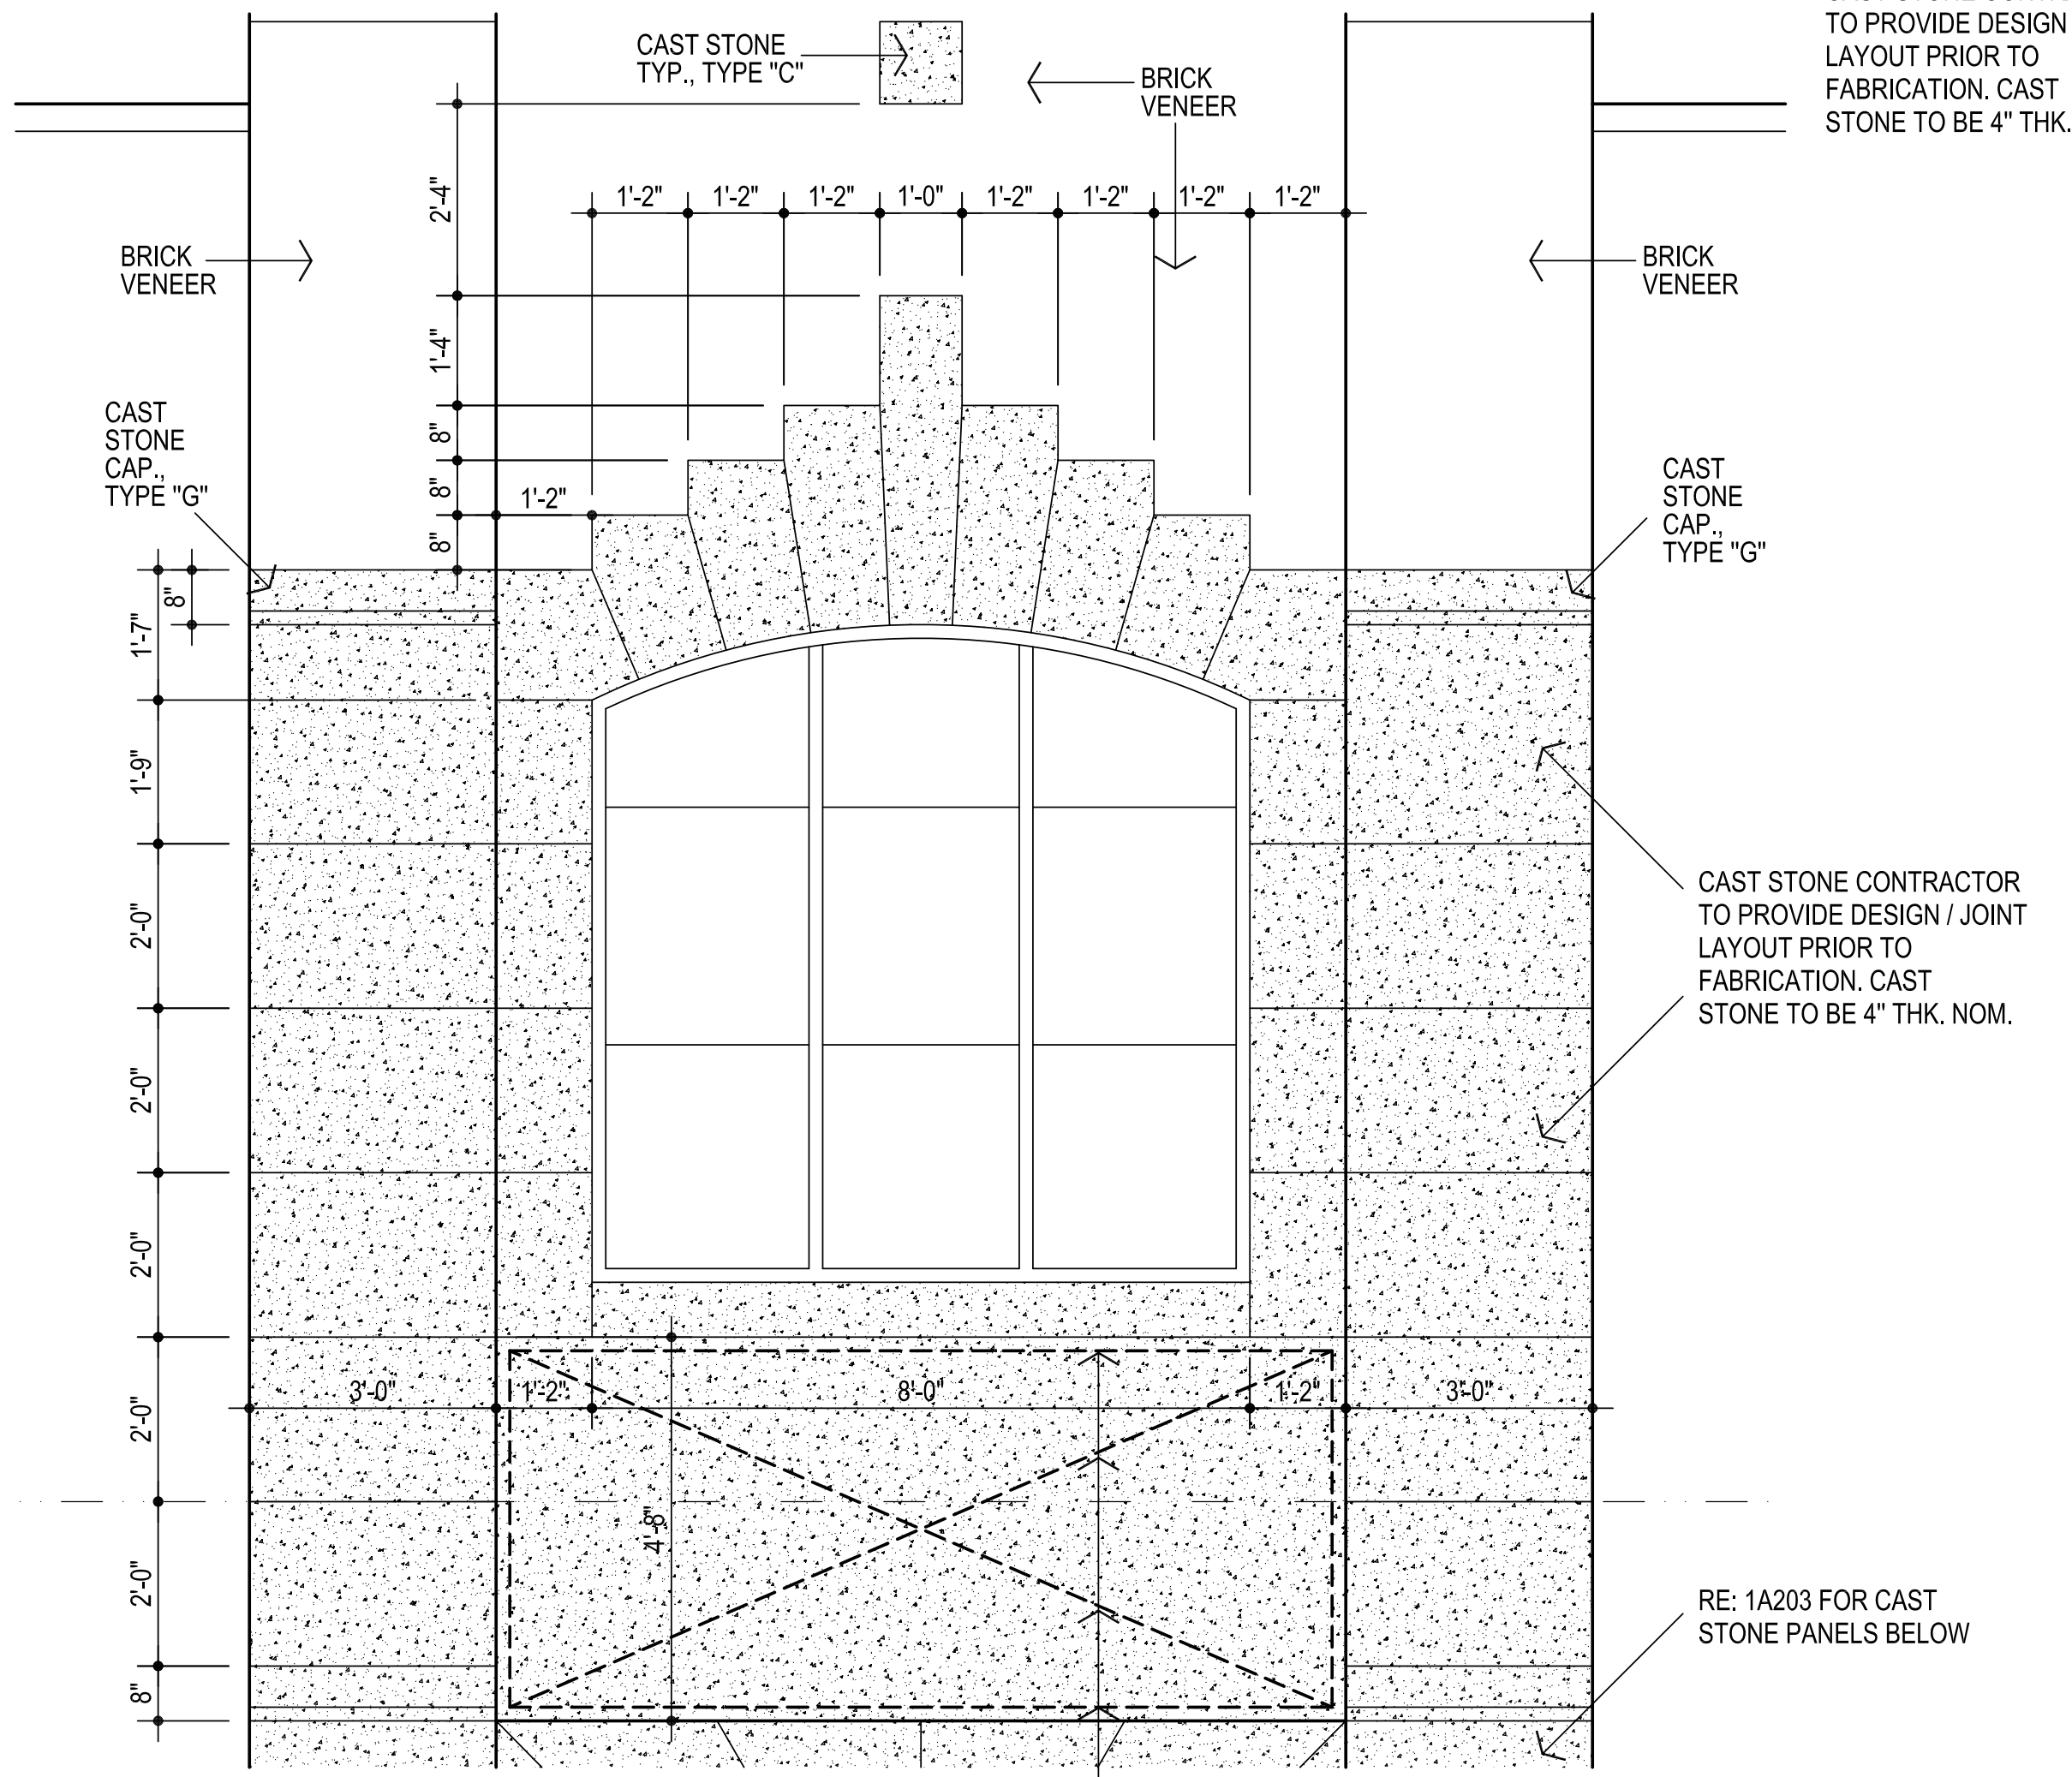 TO PROVIDE DESIGN
LAYOUT PRIOR TO
FABRICATION. CAST
STONE TO BE 4" THK.
CAST STONE
TYP., TYPE "C"
BRICK
VENEER
2'-4"
1'-2"
1'-2"
1'-2"
1'-0"
1'-2"
1'-2"
1'-2"
1'-2"
BRICK
VENEER
BRICK
VENEER
1'-4"
8"
8"
8"
1'-2"
CAST
STONE
CAP.,
TYPE "G"
CAST
STONE
CAP.,
TYPE "G"
8"
1'-7"
1'-9"
2'-0"
2'-0"
2'-0"
2'-0"
2'-0"
8"
CAST STONE CONTRACTOR
TO PROVIDE DESIGN / JOINT
LAYOUT PRIOR TO
FABRICATION. CAST
STONE TO BE 4" THK. NOM.
3'-0"
1'-2"
8'-0"
1'-2"
3'-0"
4'-8"
RE: 1A203 FOR CAST
STONE PANELS BELOW